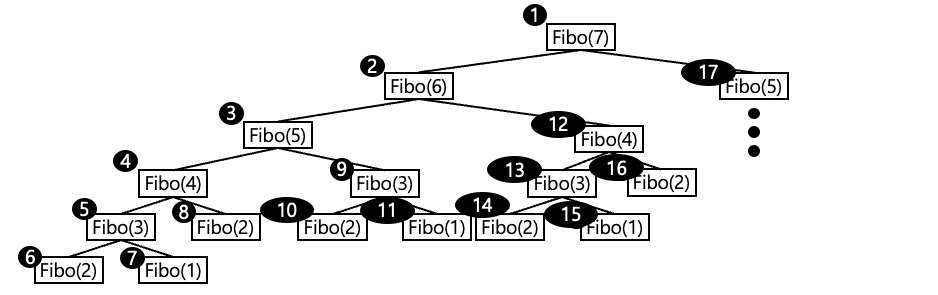 1
Fibo(7)
2
Fibo(6)
17
Fibo(5)
3
Fibo(5)
12
Fibo(4)
4
Fibo(4)
9
Fibo(3)
13
Fibo(3)
16
Fibo(2)
5
Fibo(3)
8
Fibo(2)
10
Fibo(2)
11
Fibo(1)
14
Fibo(2)
15
Fibo(1)
6
Fibo(2)
7
Fibo(1)